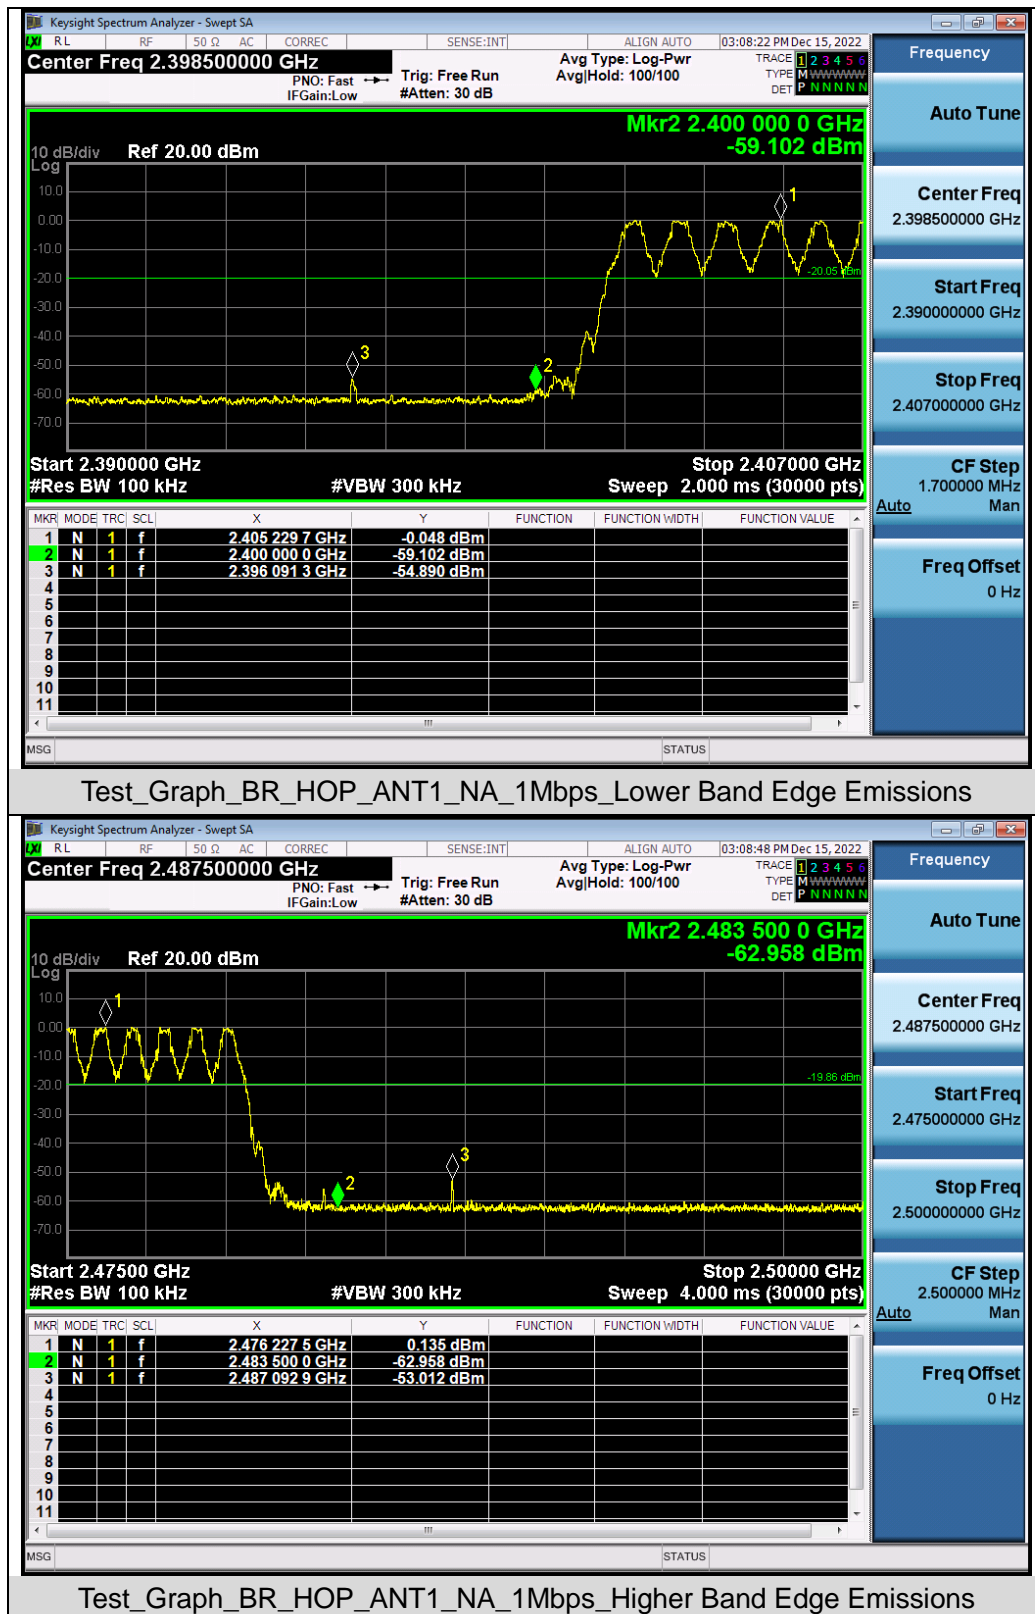 Keysight Spectrum Analyzer - Swept SA
LXI RL RF 50 Ω AC CORREC SENSE:INT ALIGN AUTO 03:08:22 PM Dec 15, 2022
Center Freq 2.398500000 GHz
PNO: Fast
IFGain:Low
Trig: Free Run
#Atten: 30 dB
Avg Type: Log-Pwr
Avg|Hold: 100/100
TRACE 1 2 3 4 5 6
TYPE M WWWWW
DET P N N N N N
Mkr2 2.400 000 0 GHz
-59.102 dBm
10 dB/div Ref 20.00 dBm
Log
10.0
0.00
-10.0
-20.0
-30.0
-40.0
-50.0
-60.0
-70.0
1
-20.05 dBm
3
2
Start 2.390000 GHz Stop 2.407000 GHz
#Res BW 100 kHz #VBW 300 kHz Sweep 2.000 ms (30000 pts)
MKR MODE TRC SCL X Y FUNCTION FUNCTION WIDTH FUNCTION VALUE
1 N 1 f 2.405 229 7 GHz -0.048 dBm
2 N 1 f 2.400 000 0 GHz -59.102 dBm
3 N 1 f 2.396 091 3 GHz -54.890 dBm
4
5
6
7
8
9
10
11
MSG STATUS
Frequency
Auto Tune
Center Freq
2.398500000 GHz
Start Freq
2.390000000 GHz
Stop Freq
2.407000000 GHz
CF Step
1.700000 MHz
Auto Man
Freq Offset
0 Hz
Test_Graph_BR_HOP_ANT1_NA_1Mbps_Lower Band Edge Emissions
Keysight Spectrum Analyzer - Swept SA
LXI RL RF 50 Ω AC CORREC SENSE:INT ALIGN AUTO 03:08:48 PM Dec 15, 2022
Center Freq 2.487500000 GHz
PNO: Fast
IFGain:Low
Trig: Free Run
#Atten: 30 dB
Avg Type: Log-Pwr
Avg|Hold: 100/100
TRACE 1 2 3 4 5 6
TYPE M WWWWW
DET P N N N N N
Mkr2 2.483 500 0 GHz
-62.958 dBm
10 dB/div Ref 20.00 dBm
Log
10.0
0.00
-10.0
-20.0
-30.0
-40.0
-50.0
-60.0
-70.0
1
-19.86 dBm
3
2
Start 2.47500 GHz Stop 2.50000 GHz
#Res BW 100 kHz #VBW 300 kHz Sweep 4.000 ms (30000 pts)
MKR MODE TRC SCL X Y FUNCTION FUNCTION WIDTH FUNCTION VALUE
1 N 1 f 2.476 227 5 GHz 0.135 dBm
2 N 1 f 2.483 500 0 GHz -62.958 dBm
3 N 1 f 2.487 092 9 GHz -53.012 dBm
4
5
6
7
8
9
10
11
MSG STATUS
Frequency
Auto Tune
Center Freq
2.487500000 GHz
Start Freq
2.475000000 GHz
Stop Freq
2.500000000 GHz
CF Step
2.500000 MHz
Auto Man
Freq Offset
0 Hz
Test_Graph_BR_HOP_ANT1_NA_1Mbps_Higher Band Edge Emissions